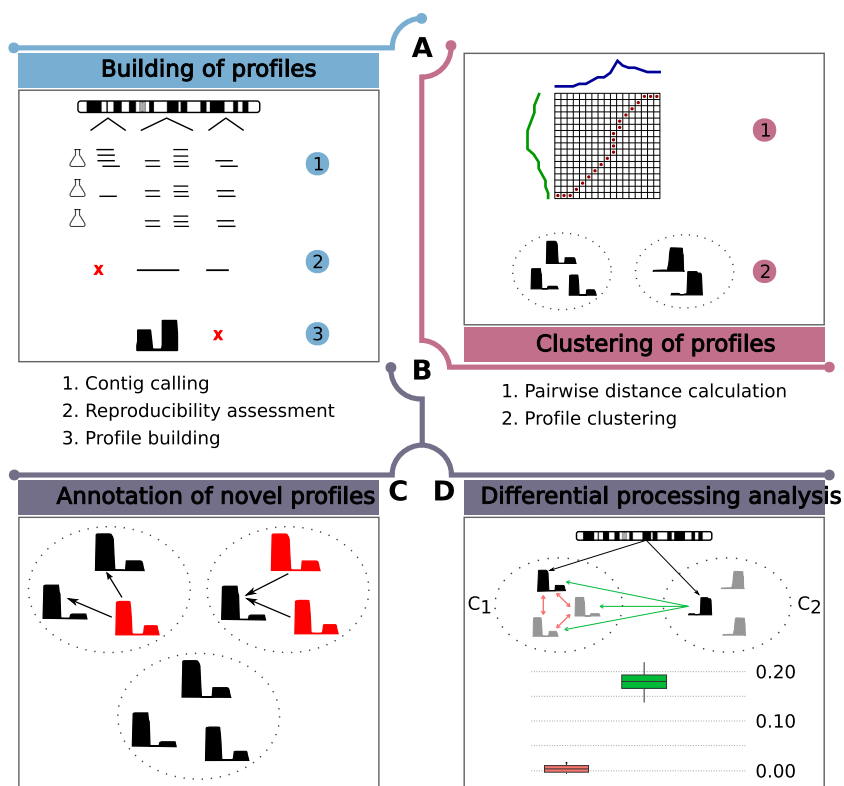 A
Building of profiles
1
2
x
3
x
1. Contig calling
2. Reproducibility assessment
3. Profile building
1
2
Clustering of profiles
B
1. Pairwise distance calculation
2. Profile clustering
Annotation of novel profiles
C
D
Differential processing analysis
C1
C2
0.20
0.10
0.00